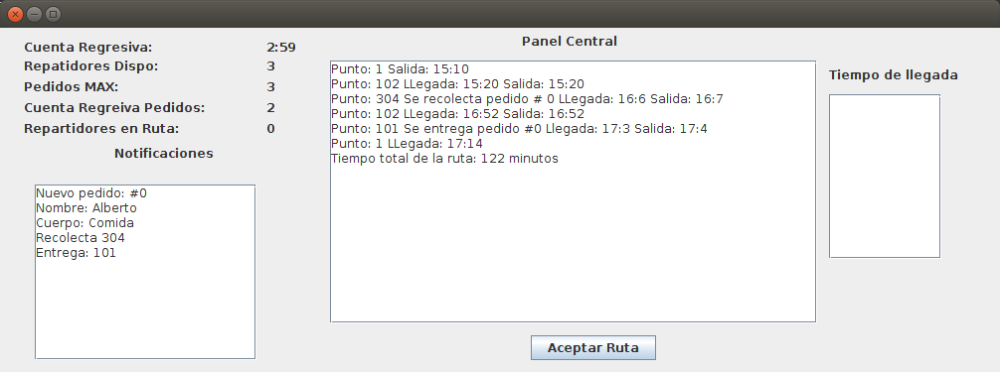 Cuenta Regresiva: 2:59
Repatidores Dispo: 3
Pedidos MAX: 3
Cuenta Regreiva Pedidos: 2
Repartidores en Ruta: 0
Notificaciones
Nuevo pedido: #0
Nombre: Alberto
Cuerpo: Comida
Recolecta 304
Entrega: 101
Panel Central
Punto: 1 Salida: 15:10
Punto: 102 LLegada: 15:20 Salida: 15:20
Punto: 304 Se recolecta pedido # 0 LLegada: 16:6 Salida: 16:7
Punto: 102 LLegada: 16:52 Salida: 16:52
Punto: 101 Se entrega pedido #0 Llegada: 17:3 Salida: 17:4
Punto: 1 LLegada: 17:14
Tiempo total de la ruta: 122 minutos
Aceptar Ruta
Tiempo de llegada